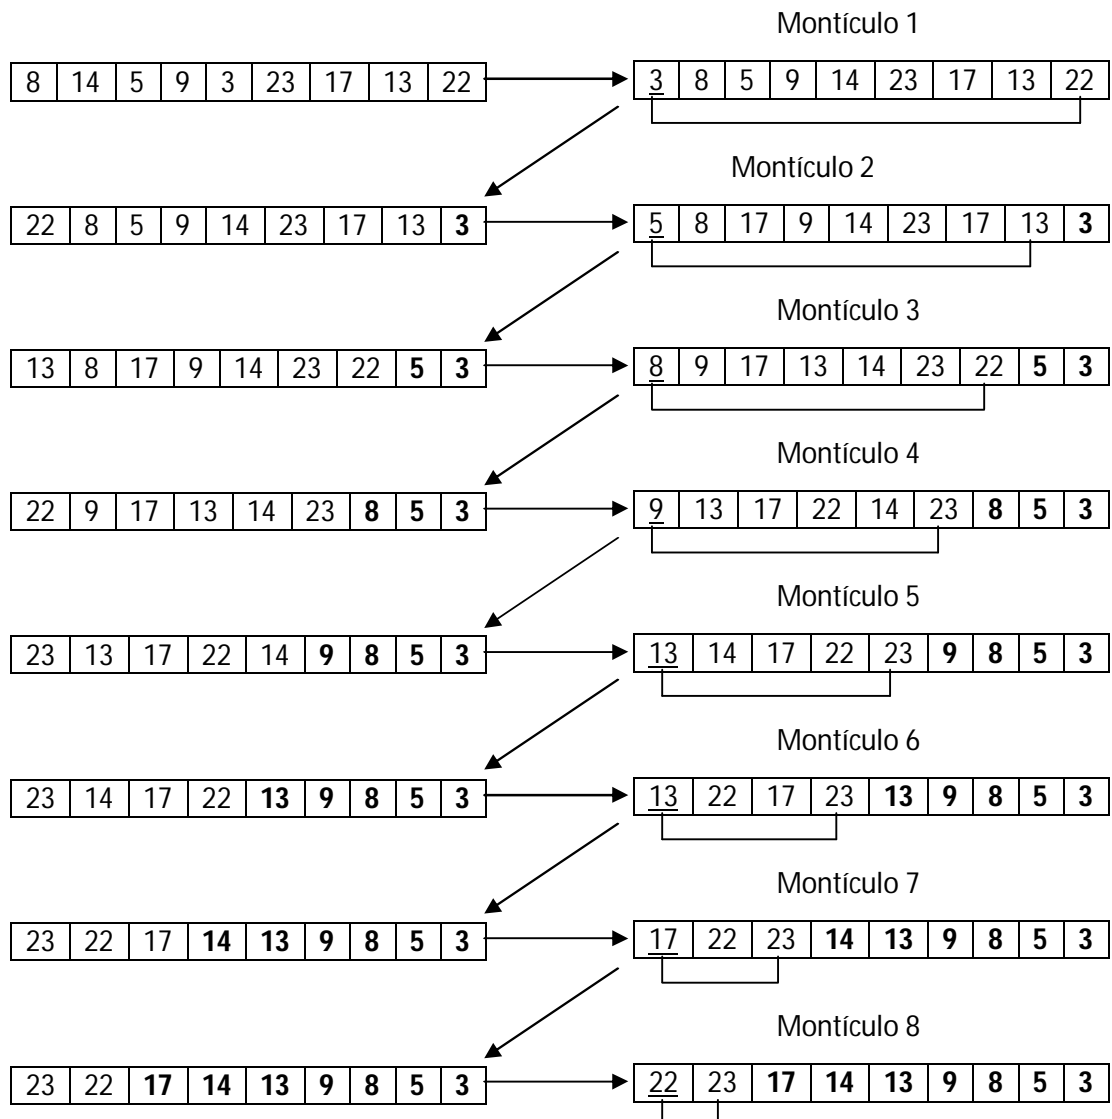 Montículo 1
8 14 5 9 3 23 17 13 22 3 8 5 9 14 23 17 13 22
Montículo 2
22 8 5 9 14 23 17 13 3 5 8 17 9 14 23 17 13 3
Montículo 3
13 8 17 9 14 23 22 5 3 8 9 17 13 14 23 22 5 3
Montículo 4
22 9 17 13 14 23 8 5 3 9 13 17 22 14 23 8 5 3
Montículo 5
23 13 17 22 14 9 8 5 3 13 14 17 22 23 9 8 5 3
Montículo 6
23 14 17 22 13 9 8 5 3 13 22 17 23 13 9 8 5 3
Montículo 7
23 22 17 14 13 9 8 5 3 17 22 23 14 13 9 8 5 3
Montículo 8
23 22 17 14 13 9 8 5 3 22 23 17 14 13 9 8 5 3